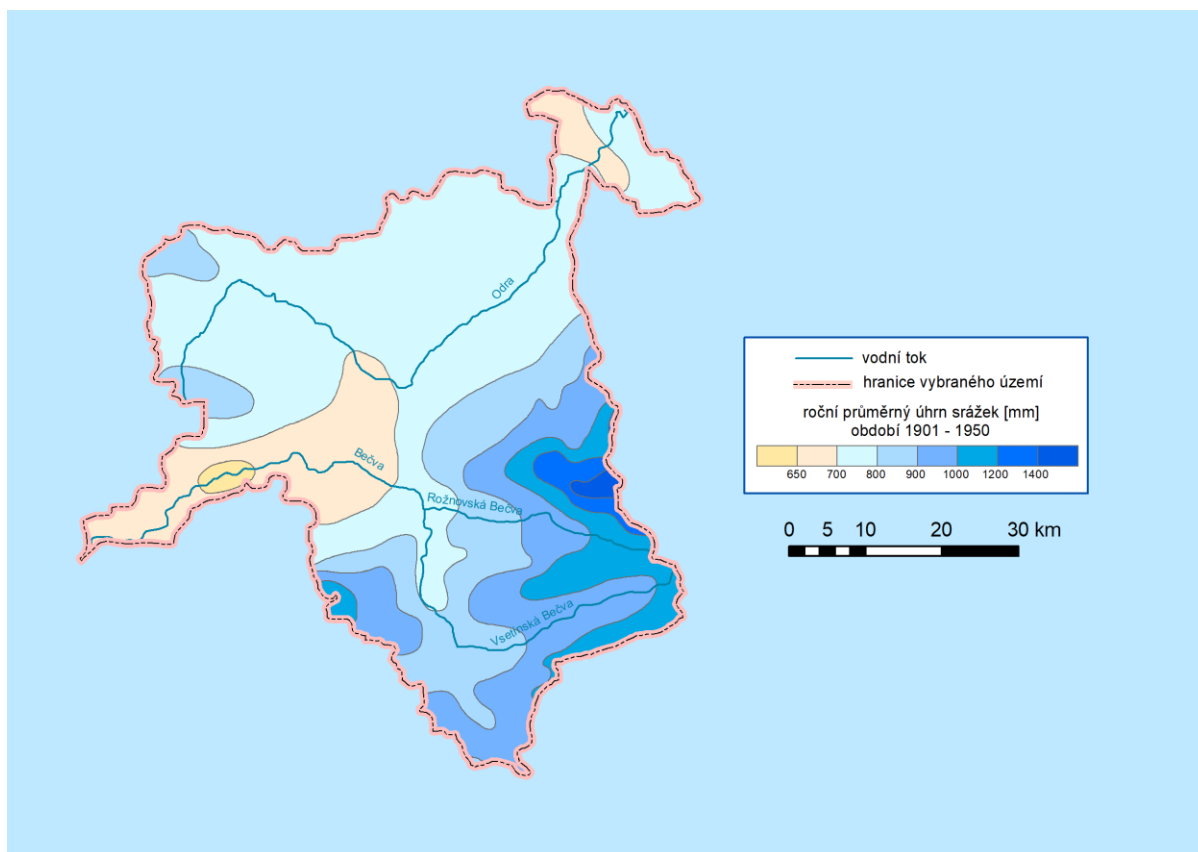 Odra
Bečva
Rožnovská Bečva
Vsetínská Bečva
vodní tok
hranice vybraného území
roční průměrný úhrn srážek [mm]
období 1901 - 1950
650 700 800 900 1000 1200 1400
0 5 10 20 30 km